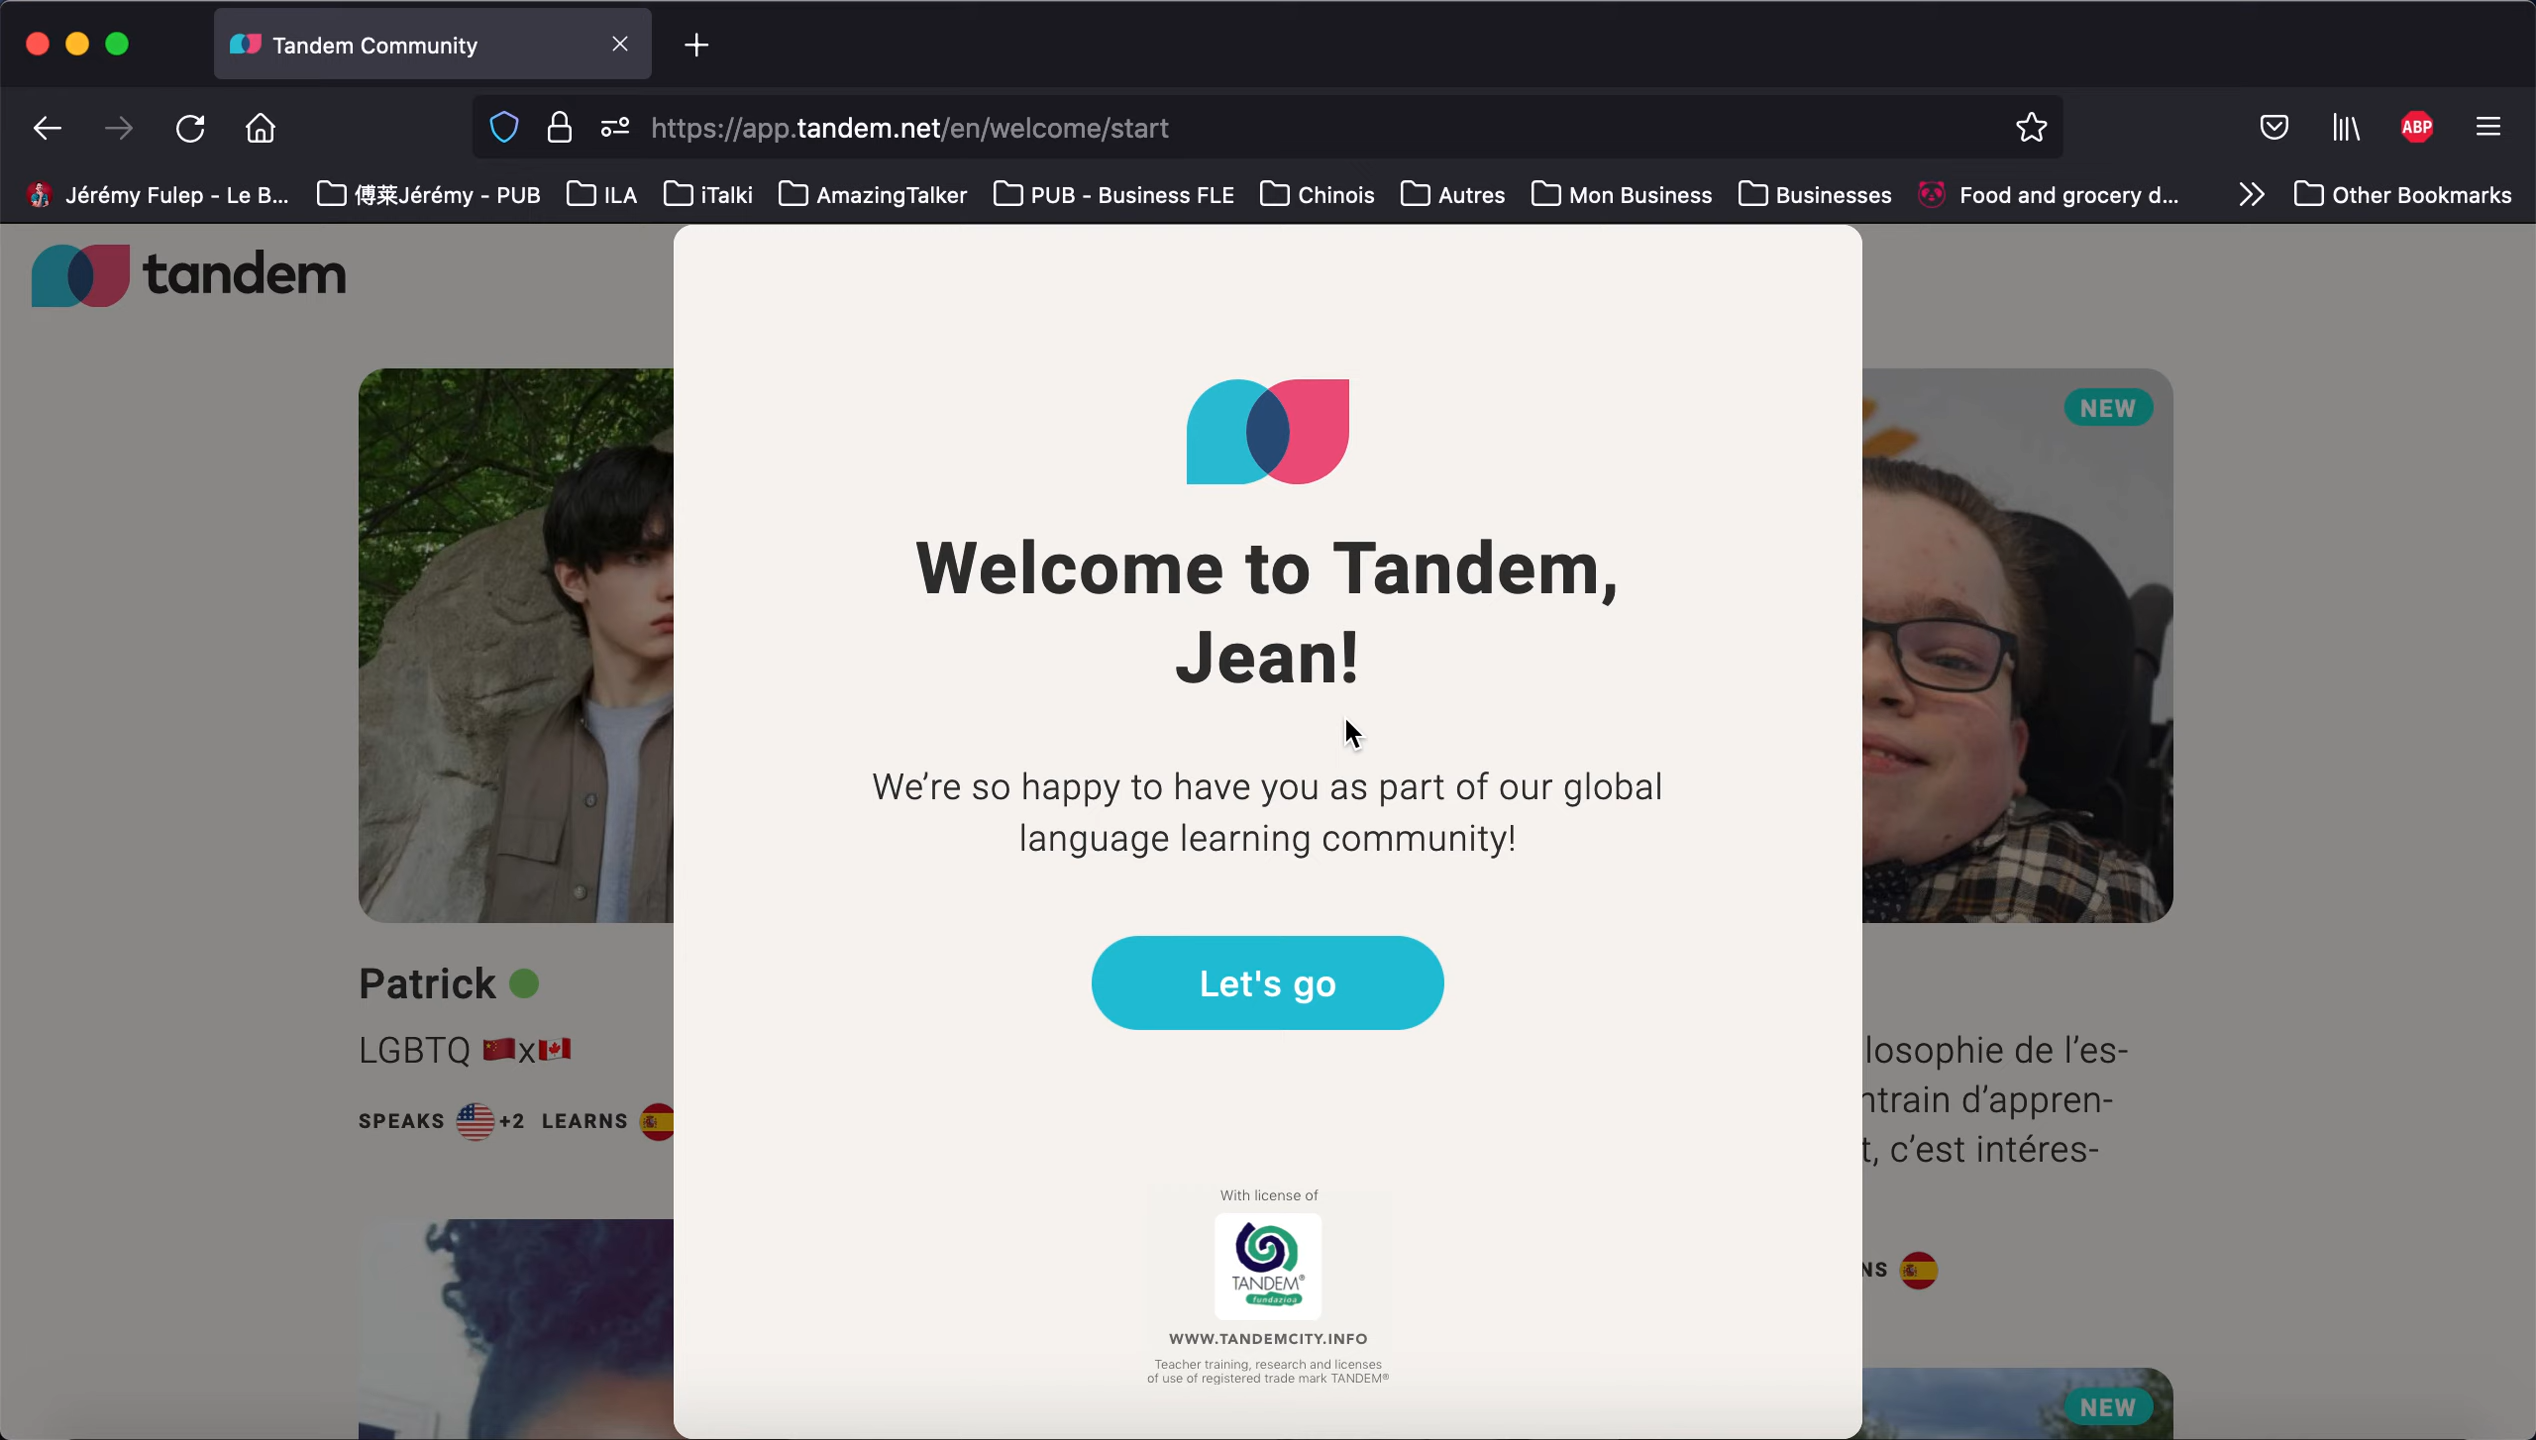 Tandem Community
https://app.tandem.net/en/welcome/start
ABP
Jérémy Fulep - Le B...
傅莱Jérémy - PUB
ILA
iTalki
AmazingTalker
PUB - Business FLE
Chinois
Autres
Mon Business
Businesses
Food and grocery d...
Other Bookmarks
tandem
NEW
Welcome to Tandem,
Jean!
We're so happy to have you as part of our global
language learning community!
Let's go
Patrick
LGBTQ 🇨🇳x🇨🇦
SPEAKS +2 LEARNS
losophie de l'es-
ntrain d'appren-
t, c'est intéres-
NS
With license of
TANDEM®
fundazioa
WWW.TANDEMCITY.INFO
Teacher training, research and licenses
of use of registered trade mark TANDEM®
NEW